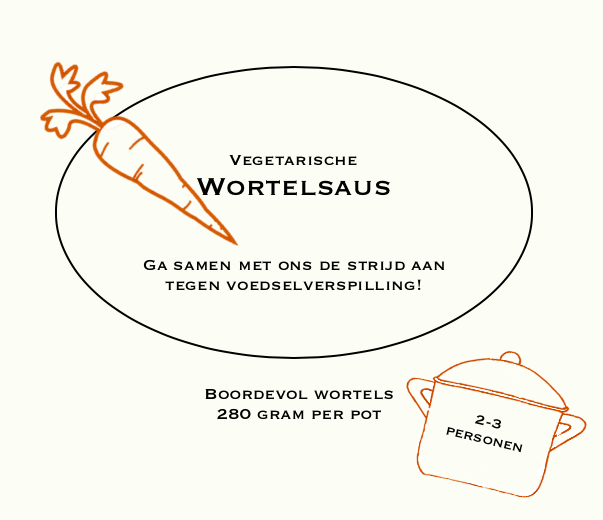 Vegetarische
Wortelsaus
Ga samen met ons de strijd aan
tegen voedselverspilling!
Boordevol wortels
280 gram per pot
2-3
personen